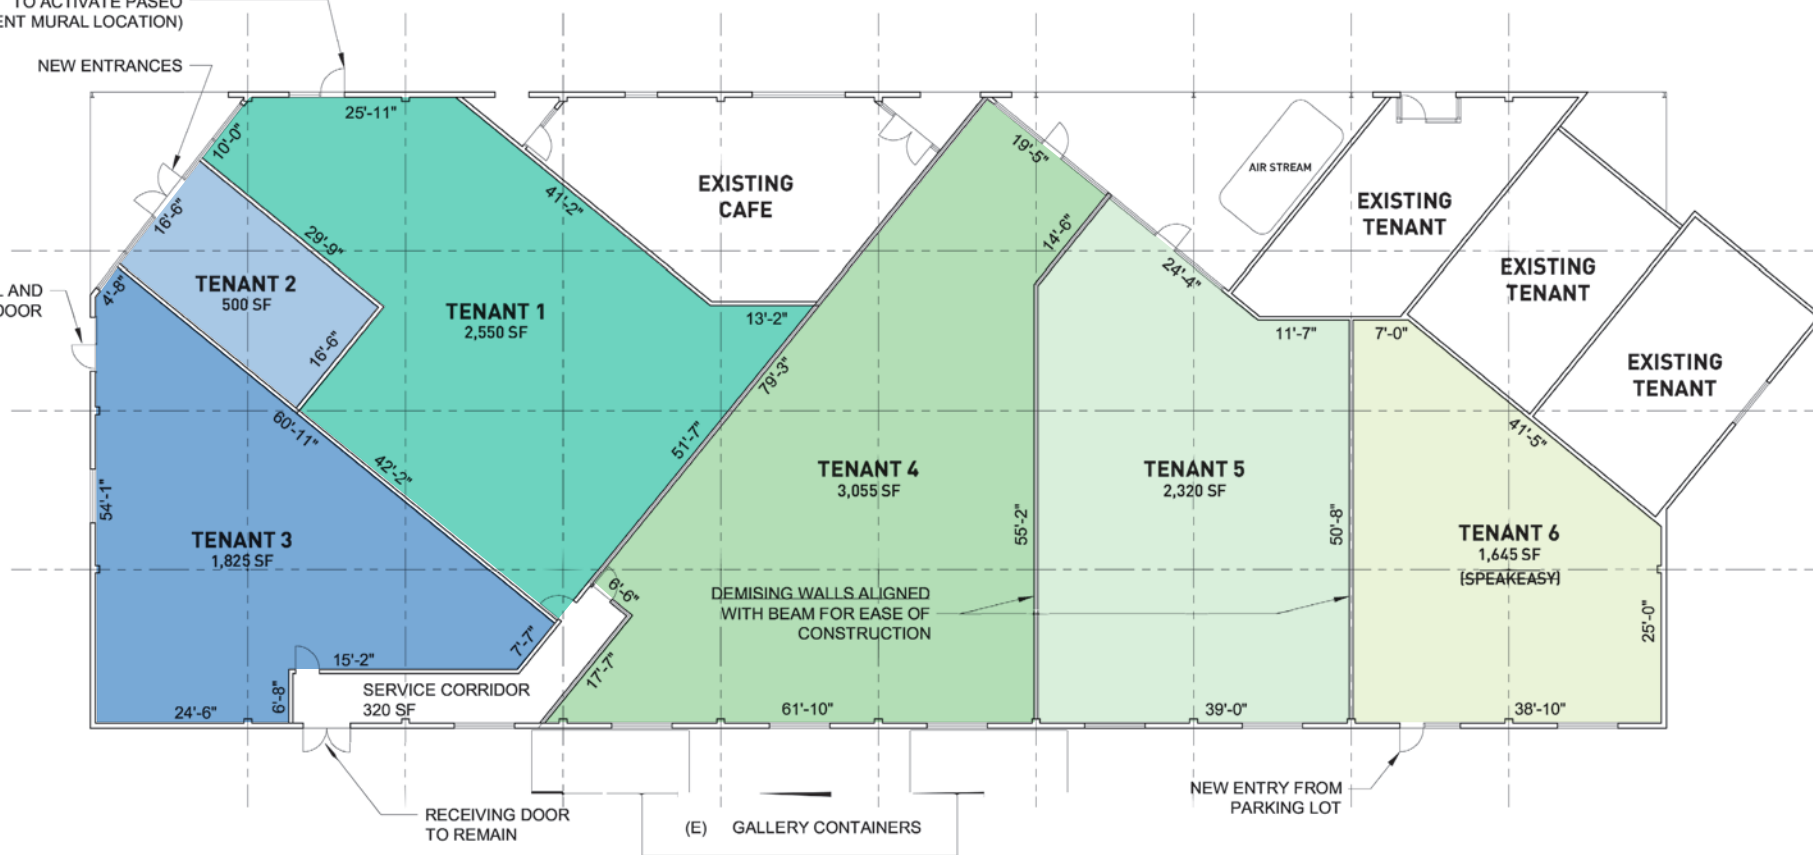 TO ACTIVATE PASEO
ENT MURAL LOCATION)
NEW ENTRANCES
25'-11"
10'-0"
19'-5"
AIR STREAM
EXISTING
CAFE
EXISTING
TENANT
16'-6"
41'-2"
14'-6"
29'-9"
24'-4"
EXISTING
TENANT
TENANT 2
500 SF
4'-8"
L AND
DOOR
TENANT 1
2,550 SF
13'-2"
11'-7"
7'-0"
16'-6"
EXISTING
TENANT
79'-3"
60'-11"
51'-7"
41'-5"
42'-2"
TENANT 4
3,055 SF
TENANT 5
2,320 SF
54'-1"
55'-2"
50'-8"
TENANT 3
1,825 SF
TENANT 6
1,645 SF
(SPEAKEASY)
6'-6"
DEMISING WALLS ALIGNED
WITH BEAM FOR EASE OF
CONSTRUCTION
25'-0"
7'-7"
15'-2"
17'-7"
6'-8"
SERVICE CORRIDOR
320 SF
24'-6"
61'-10"
39'-0"
38'-10"
NEW ENTRY FROM
PARKING LOT
RECEIVING DOOR
TO REMAIN
(E) GALLERY CONTAINERS